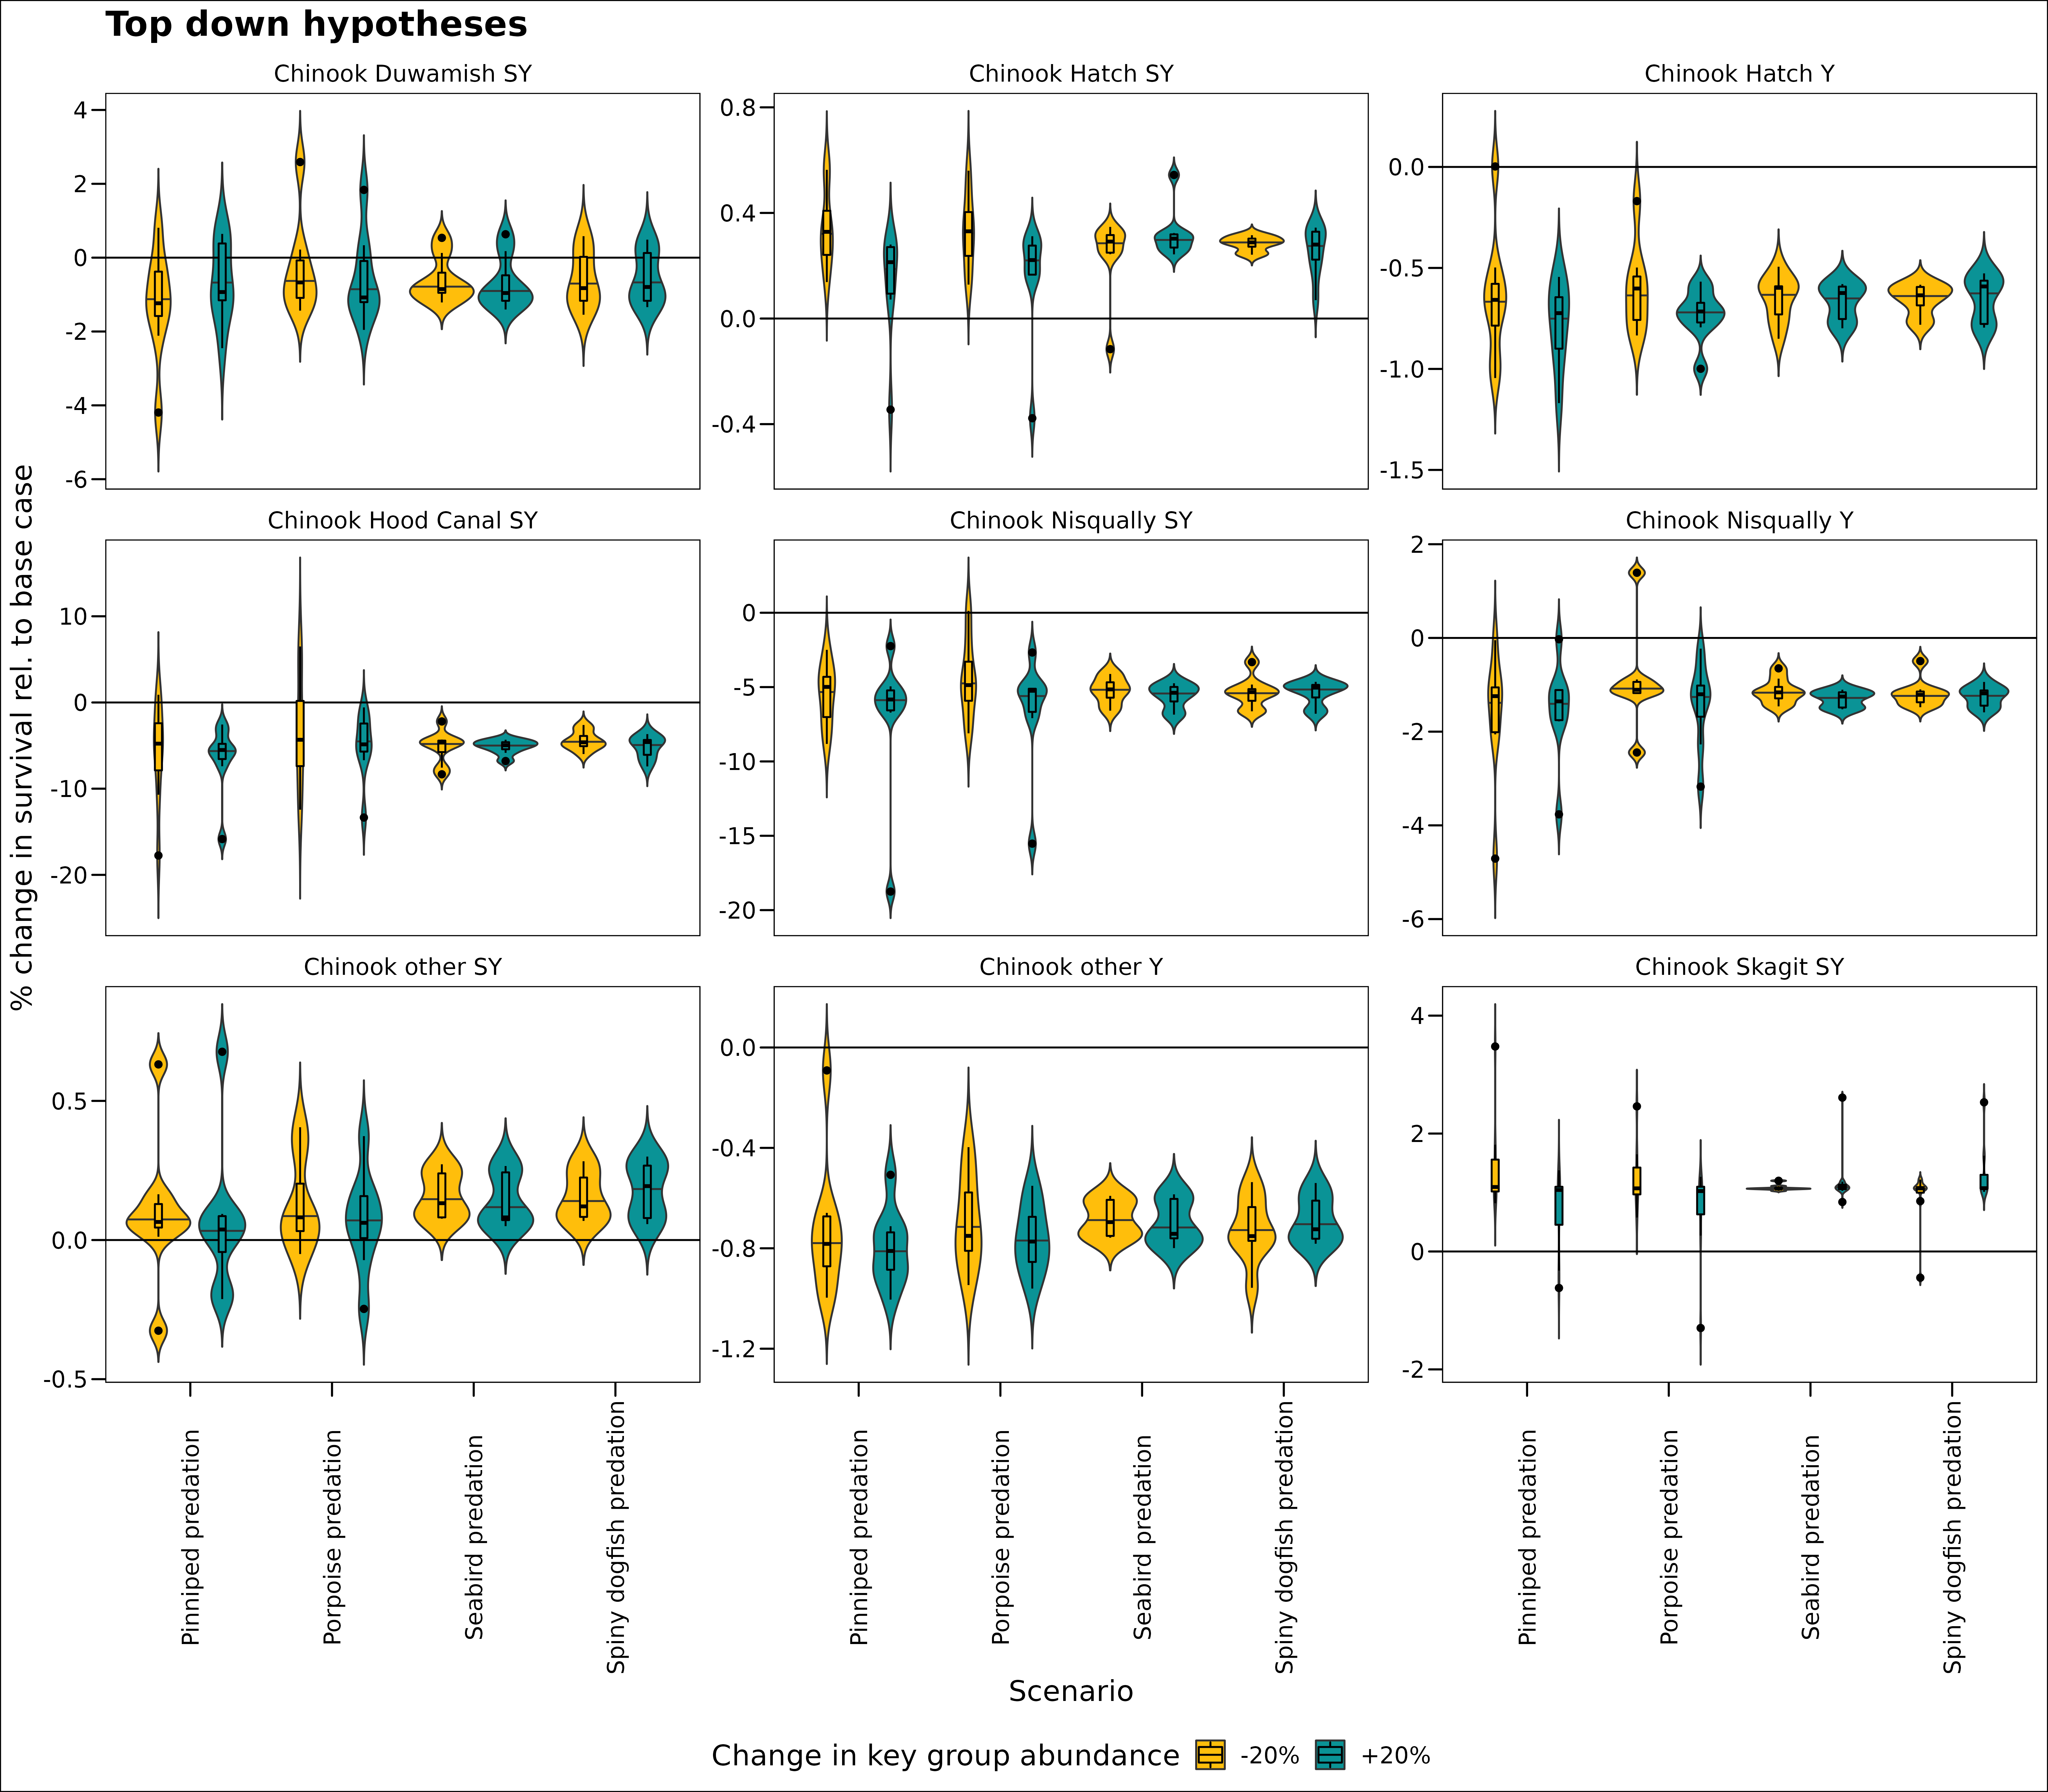 Top down hypotheses
Chinook Duwamish SY
Chinook Hatch SY
Chinook Hatch Y
4
2
0
-2
-4
-6
0.8
0.4
0.0
-0.4
0.0
-0.5
-1.0
-1.5
% change in survival rel. to base case
Chinook Hood Canal SY
Chinook Nisqually SY
Chinook Nisqually Y
10
0
-10
-20
0
-5
-10
-15
-20
2
0
-2
-4
-6
Chinook other SY
Chinook other Y
Chinook Skagit SY
0.5
0.0
-0.5
0.0
-0.4
-0.8
-1.2
4
2
0
-2
Pinniped predation
Porpoise predation
Seabird predation
Spiny dogfish predation
Pinniped predation
Porpoise predation
Seabird predation
Spiny dogfish predation
Pinniped predation
Porpoise predation
Seabird predation
Spiny dogfish predation
Scenario
Change in key group abundance -20% +20%